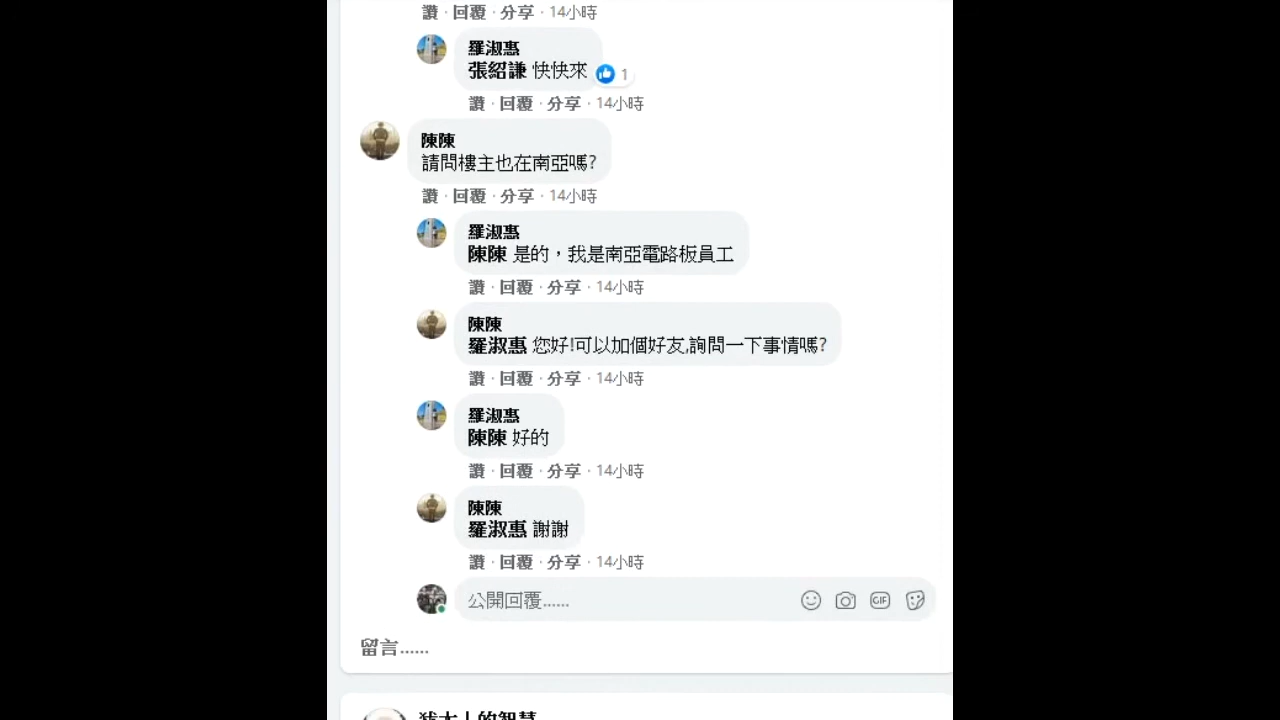 讚 · 回覆 · 分享 · 14小時
羅淑惠
張紹謙 快快來
1
讚 · 回覆 · 分享 · 14小時
陳陳
請問樓主也在南亞嗎?
讚 · 回覆 · 分享 · 14小時
羅淑惠
陳陳 是的，我是南亞電路板員工
讚 · 回覆 · 分享 · 14小時
陳陳
羅淑惠 您好!可以加個好友,詢問一下事情嗎?
讚 · 回覆 · 分享 · 14小時
羅淑惠
陳陳 好的
讚 · 回覆 · 分享 · 14小時
陳陳
羅淑惠 謝謝
讚 · 回覆 · 分享 · 14小時
公開回覆……
GIF
留言……
猶太人的智慧